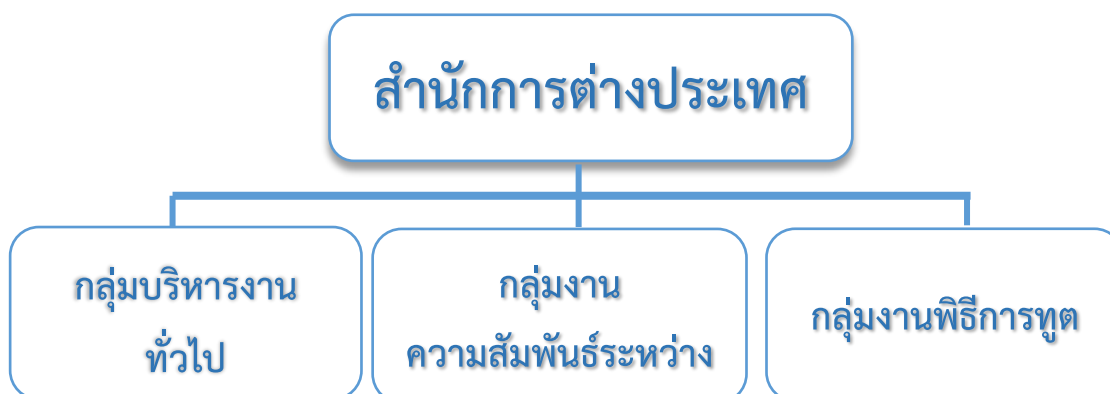 สำนักการต่างประเทศ
กลุ่มบริหารงาน
ทั่วไป
กลุ่มงาน
ความสัมพันธ์ระหว่าง
กลุ่มงานพิธีการทูต